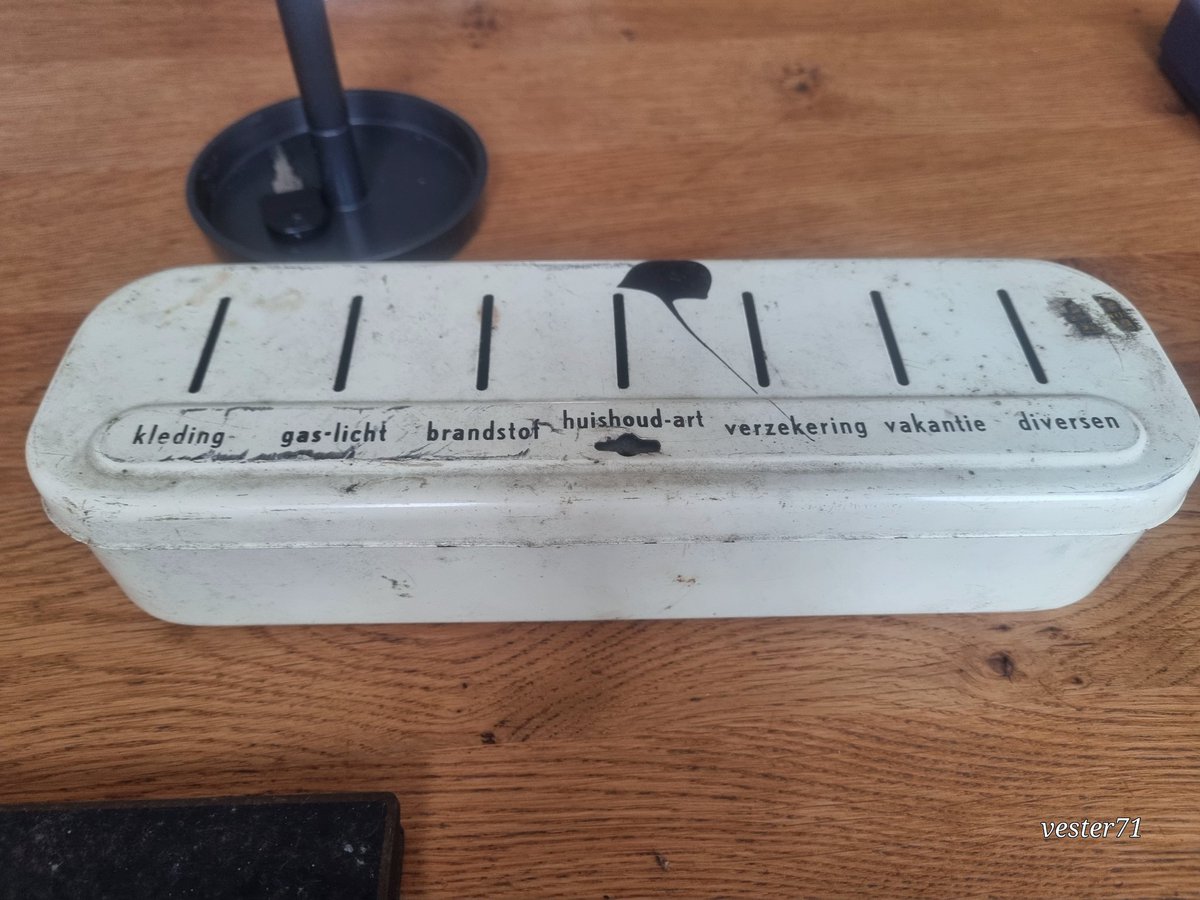 kleding gas-licht brandstof huishoud-art verzekering vakantie diversen
vester71